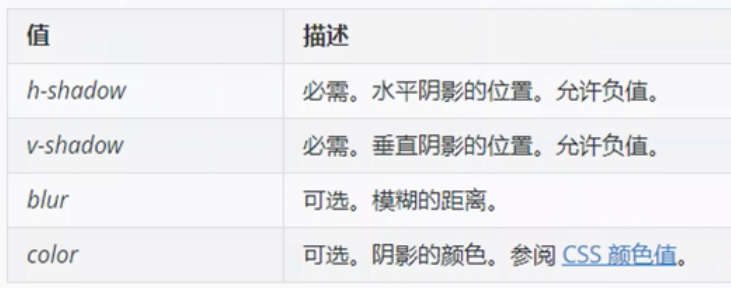 值 描述
h-shadow 必需。水平阴影的位置。允许负值。
v-shadow 必需。垂直阴影的位置。允许负值。
blur 可选。模糊的距离。
color 可选。阴影的颜色。参阅 CSS 颜色值。